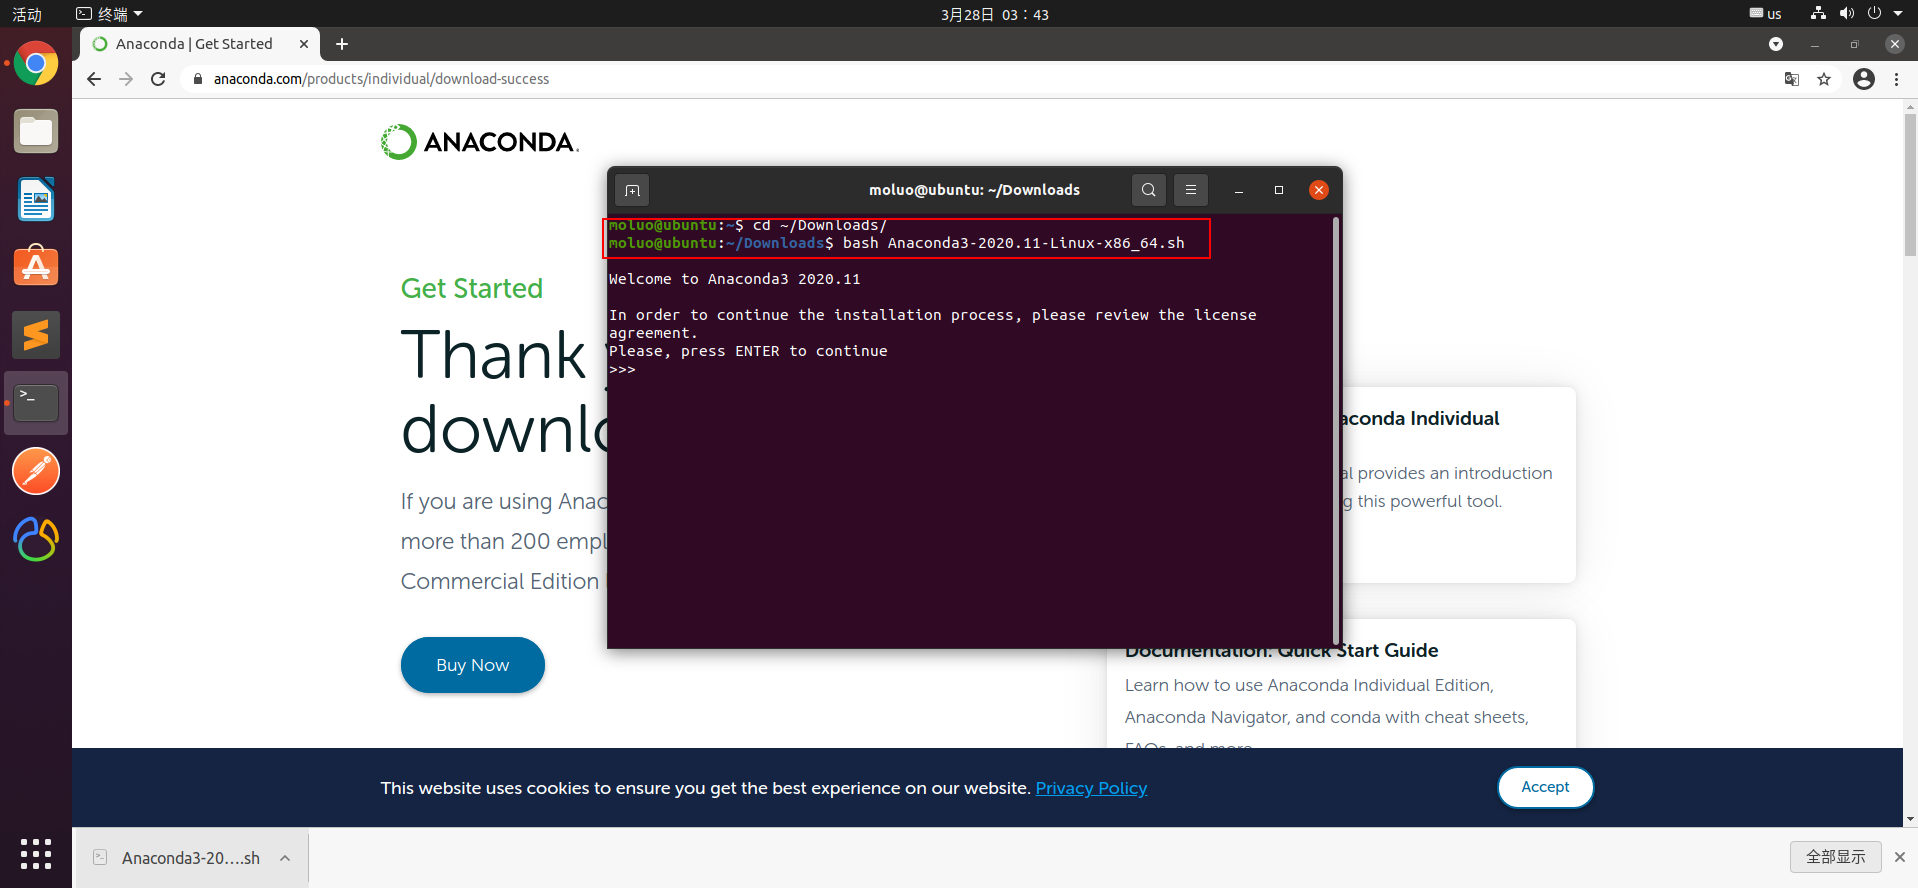 活动
终端
3月28日 03：43
us
Anaconda | Get Started
anaconda.com/products/individual/download-success
ANACONDA.
moluo@ubuntu: ~/Downloads
moluo@ubuntu:~$ cd ~/Downloads/
moluo@ubuntu:~/Downloads$ bash Anaconda3-2020.11-Linux-x86_64.sh
Welcome to Anaconda3 2020.11
In order to continue the installation process, please review the license
agreement.
Please, press ENTER to continue
>>>
Get Started
Thank
downlo
If you are using Anac
more than 200 empl
Commercial Edition
Buy Now
aconda Individual
al provides an introduction
g this powerful tool.
Documentation: Quick Start Guide
Learn how to use Anaconda Individual Edition,
Anaconda Navigator, and conda with cheat sheets,
FAQs, and more
This website uses cookies to ensure you get the best experience on our website. Privacy Policy
Accept
Anaconda3-20....sh
全部显示